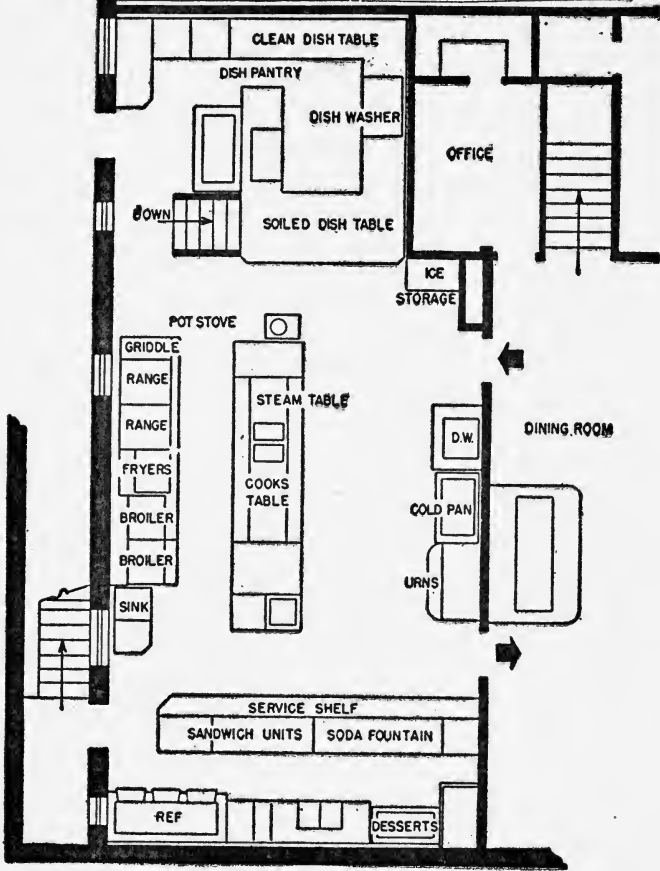 CLEAN DISH TABLE
DISH PANTRY
DISH WASHER
OFFICE
DOWN
SOILED DISH TABLE
ICE
STORAGE
POT STOVE
GRIDDLE
RANGE
STEAM TABLE
RANGE
D.W.
DINING ROOM
FRYERS
COOKS
TABLE
COLD PAN
BROILER
BROILER
URNS
SINK
SERVICE SHELF
SANDWICH UNITS
SODA FOUNTAIN
REF
DESSERTS